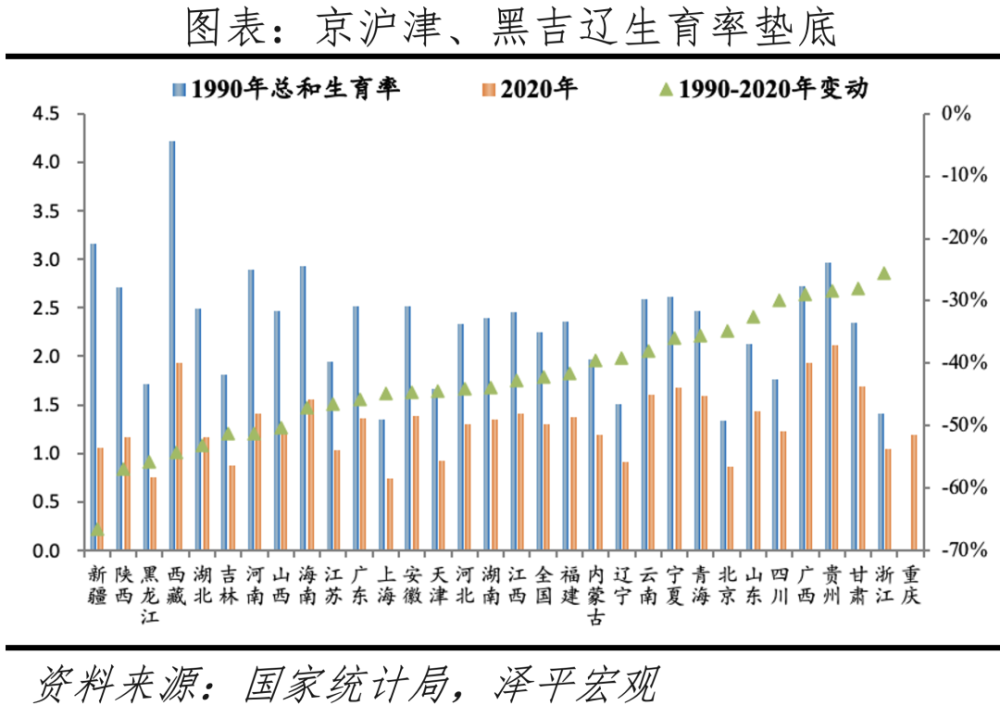 图表：京沪津、黑吉辽生育率垫底
1990年总和生育率 2020年 1990-2020年变动
4.5 0%
4.0 -10%
3.5 -20%
3.0 -30%
2.5 -40%
2.0 -50%
1.5 -60%
1.0 -70%
0.5
0.0
新疆 陕西 黑龙江 西藏 湖北 吉林 河南 山西 海南 江苏 广东 上海 安徽 天津 河北 湖南 江西 全国 福建 内蒙古 辽宁 云南 宁夏 青海 北京 山东 四川 广西 贵州 甘肃 浙江 重庆
资料来源：国家统计局，泽平宏观